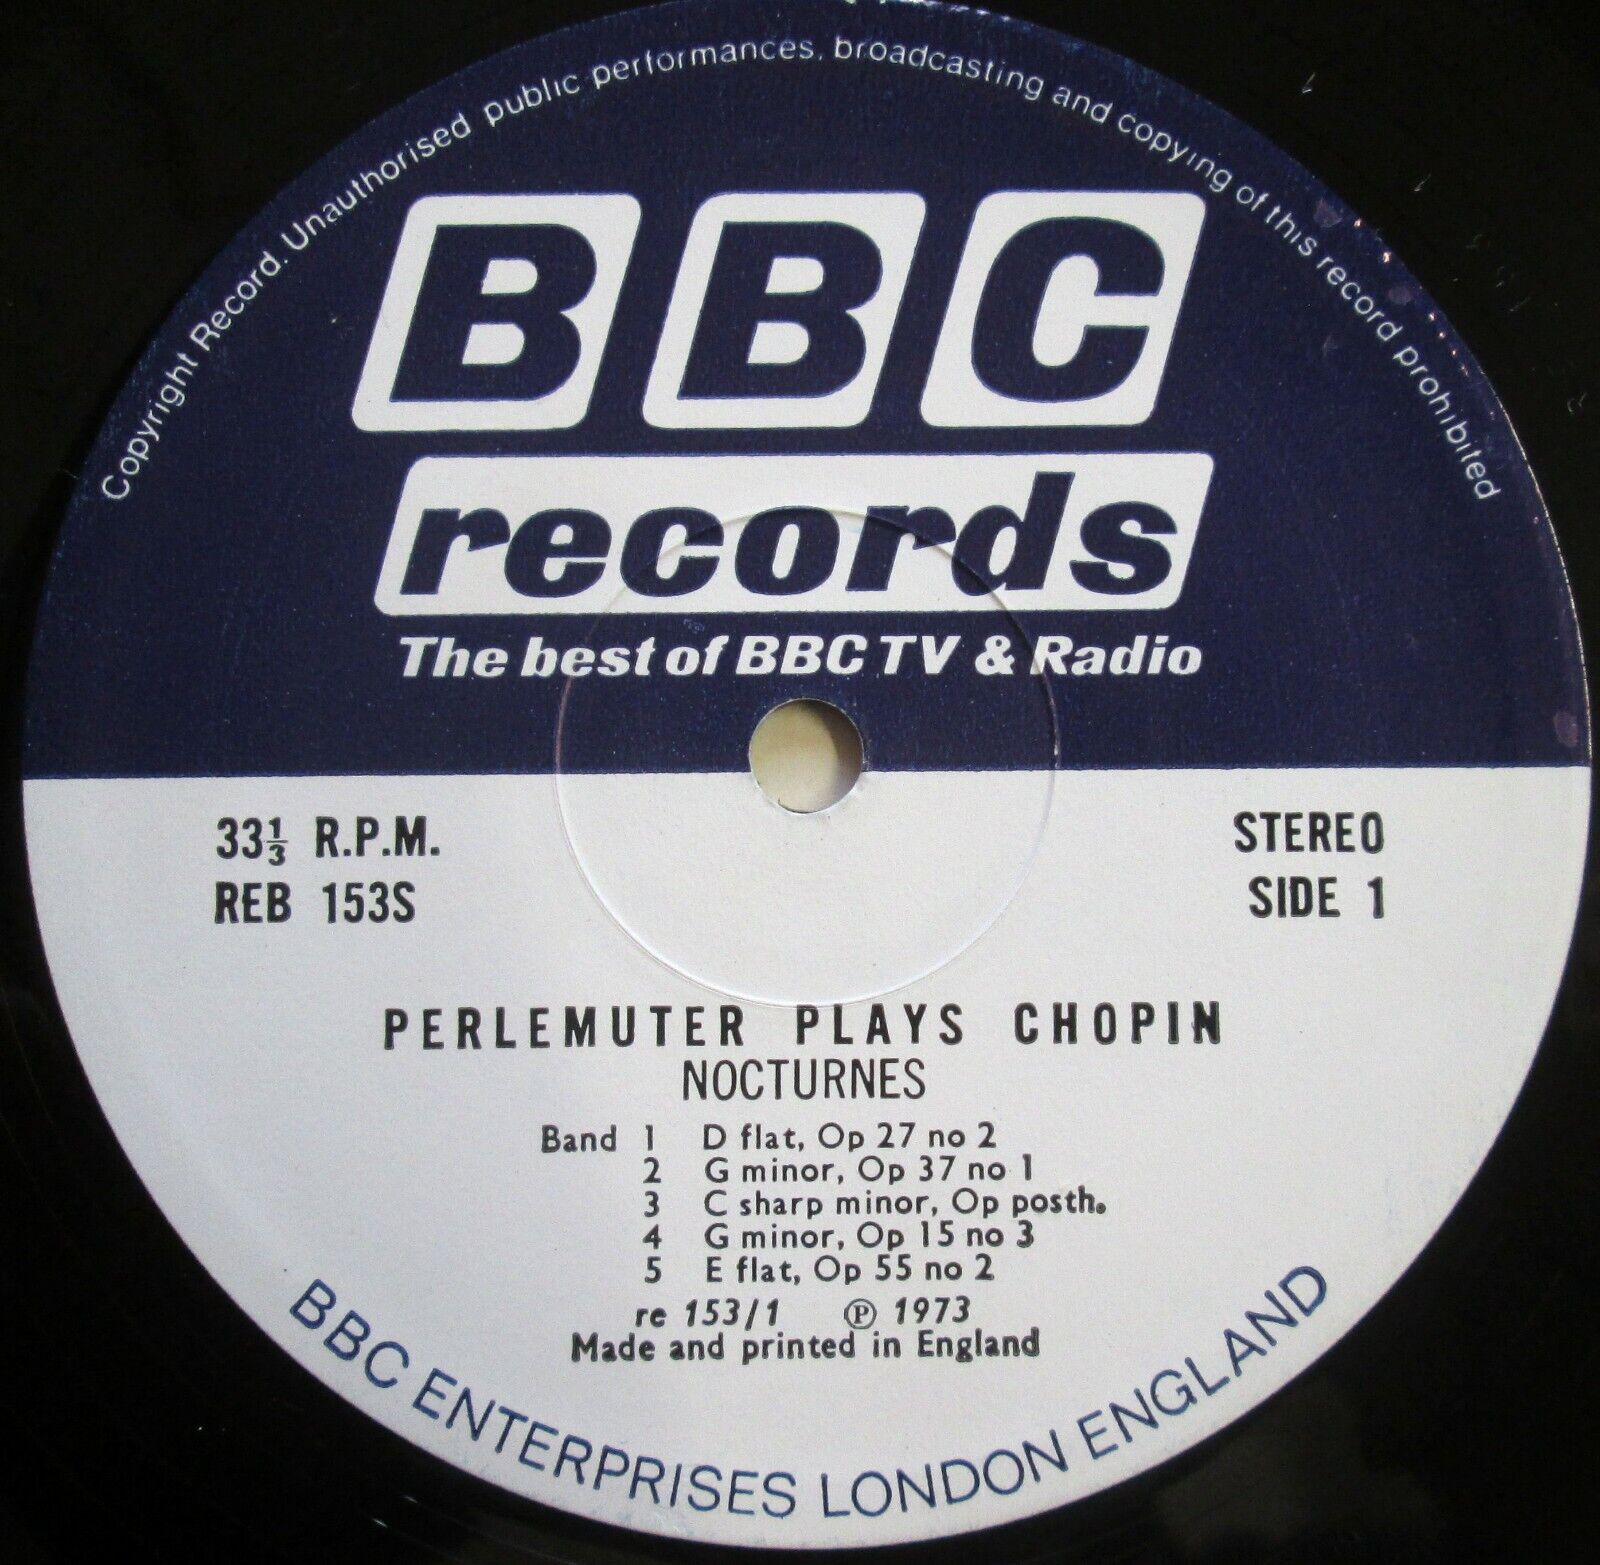 Copyright Record. Unauthorised public performances, broadcasting and copying of this record prohibited
BBC
records
The best of BBC TV & Radio
33⅓ R.P.M.
STEREO
REB 153S
SIDE 1
PERLEMUTER PLAYS CHOPIN
NOCTURNES
Band 1 D flat, Op 27 no 2
2 G minor, Op 37 no 1
3 C sharp minor, Op posth.
4 G minor, Op 15 no 3
5 E flat, Op 55 no 2
re 153/1 ℗ 1973
Made and printed in England
BBC ENTERPRISES LONDON ENGLAND